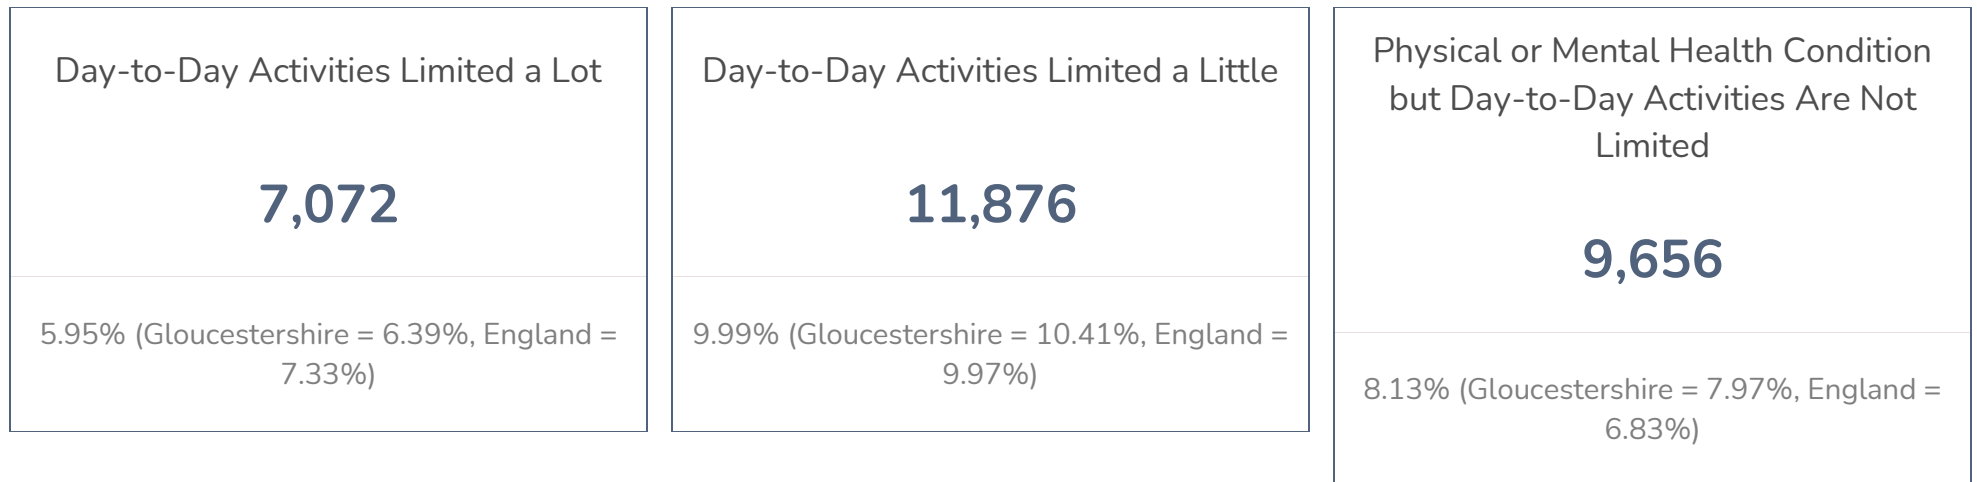 Day-to-Day Activities Limited a Lot
7,072
5.95% (Gloucestershire = 6.39%, England =
7.33%)
Day-to-Day Activities Limited a Little
11,876
9.99% (Gloucestershire = 10.41%, England =
9.97%)
Physical or Mental Health Condition
but Day-to-Day Activities Are Not
Limited
9,656
8.13% (Gloucestershire = 7.97%, England =
6.83%)